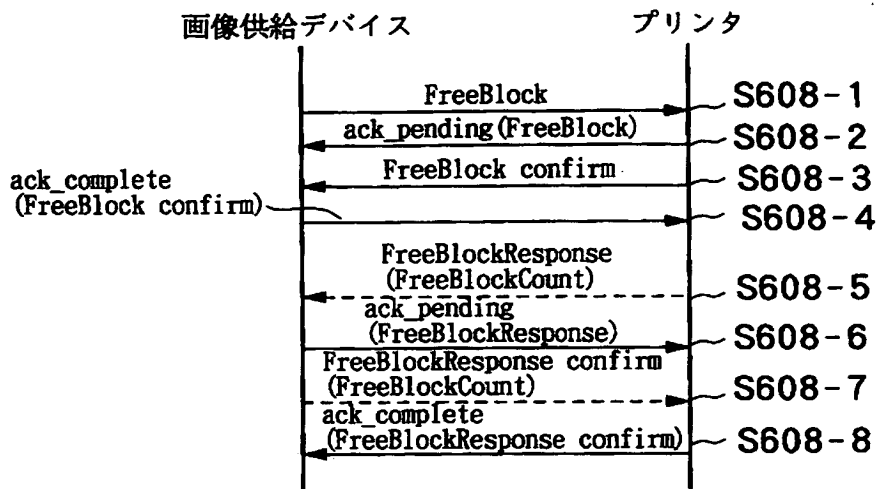 画像供給デバイス プリンタ
FreeBlock S608-1
ack_pending(FreeBlock) S608-2
FreeBlock confirm S608-3
ack_complete
(FreeBlock confirm) S608-4
FreeBlockResponse
(FreeBlockCount) S608-5
ack_pending
(FreeBlockResponse) S608-6
FreeBlockResponse confirm
(FreeBlockCount) S608-7
ack_complete
(FreeBlockResponse confirm) S608-8